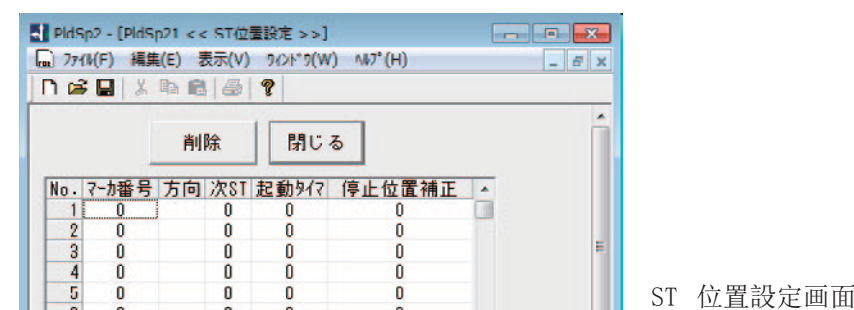 PldSp2 - [PldSp21 << ST位置設定 >>]
ﾌｧｲﾙ(F) 編集(E) 表示(V) ｳｨﾝﾄﾞｳ(W) ﾍﾙﾌﾟ(H)
削除 閉じる
No. ﾏｰｶ番号 方向 次ST 起動ﾀｲﾏ 停止位置補正
1 0 0 0 0
2 0 0 0 0
3 0 0 0 0
4 0 0 0 0
5 0 0 0 0
ST 位置設定画面